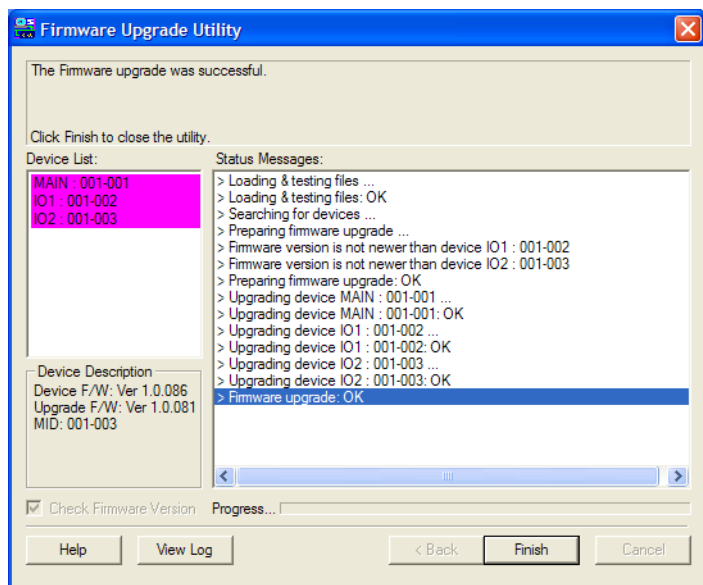 Firmware Upgrade Utility
The Firmware upgrade was successful.
Click Finish to close the utility.
Device List:
MAIN : 001-001
IO1 : 001-002
IO2 : 001-003
Status Messages:
> Loading & testing files ...
> Loading & testing files: OK
> Searching for devices ...
> Preparing firmware upgrade ...
> Firmware version is not newer than device IO1 : 001-002
> Firmware version is not newer than device IO2 : 001-003
> Preparing firmware upgrade: OK
> Upgrading device MAIN : 001-001 ...
> Upgrading device MAIN : 001-001: OK
> Upgrading device IO1 : 001-002 ...
> Upgrading device IO1 : 001-002: OK
> Upgrading device IO2 : 001-003 ...
> Upgrading device IO2 : 001-003: OK
> Firmware upgrade: OK
Device Description
Device F/W: Ver 1.0.086
Upgrade F/W: Ver 1.0.081
MID: 001-003
Check Firmware Version
Progress...
Help
View Log
< Back
Finish
Cancel